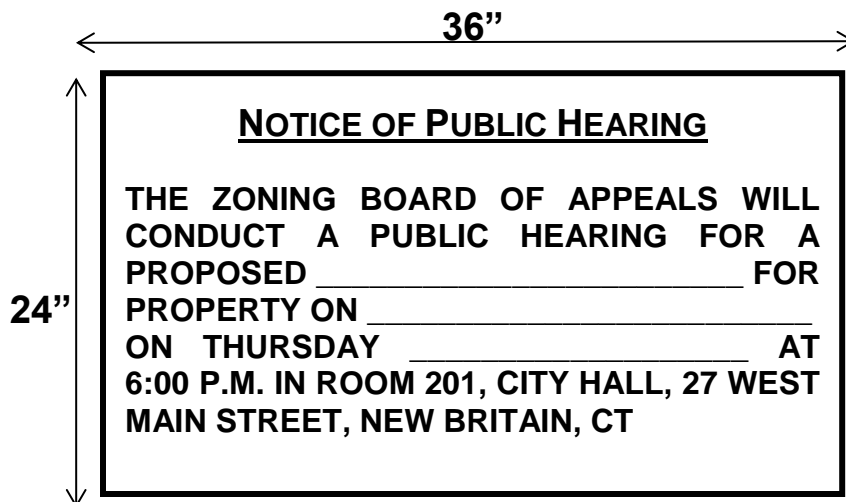 36”
NOTICE OF PUBLIC HEARING
THE ZONING BOARD OF APPEALS WILL
CONDUCT A PUBLIC HEARING FOR A
PROPOSED ________________________ FOR
24”
PROPERTY ON _________________________
ON THURSDAY ___________________ AT
6:00 P.M. IN ROOM 201, CITY HALL, 27 WEST
MAIN STREET, NEW BRITAIN, CT